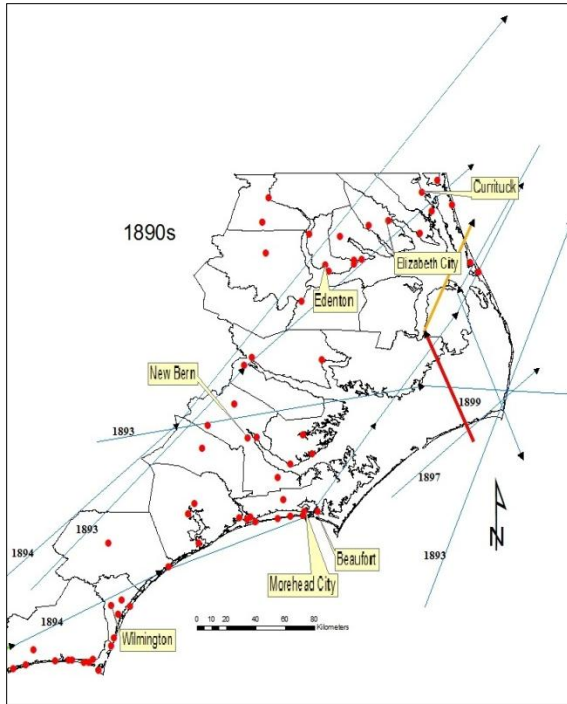 Currituck
1890s
Elizabeth City
Edenton
New Bern
1899
1893
1897
1893
1894
N
Beaufort
1893
Morehead City
1894
Wilmington
0 10 20 40 60 80
Kilometers